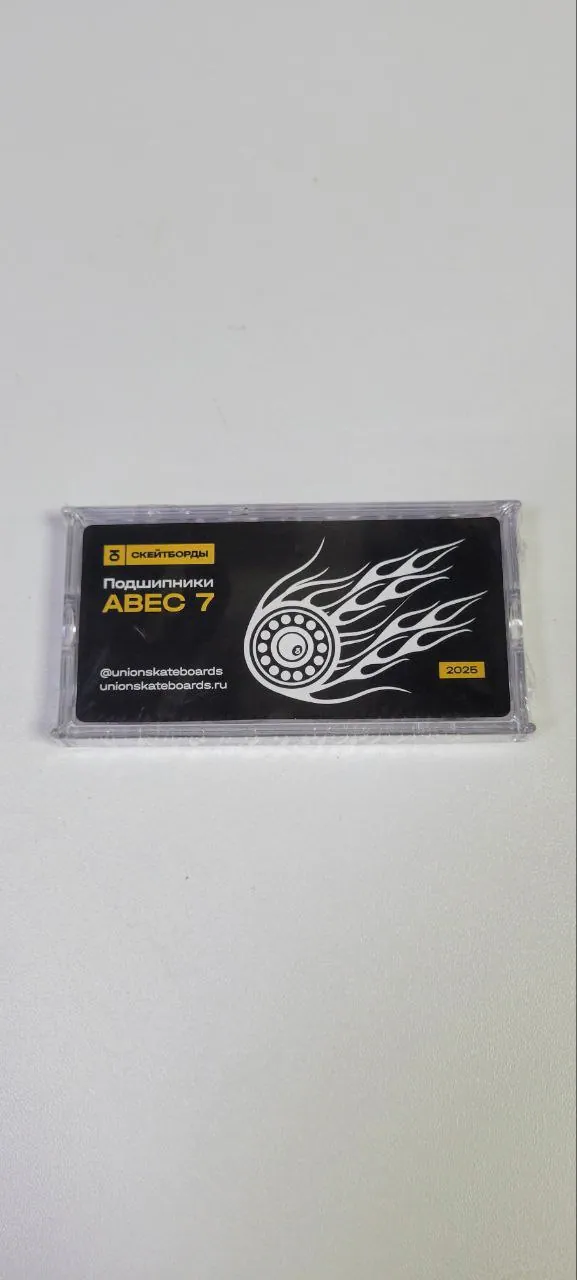 Ю СКЕЙТБОРДЫ
Подшипники
ABEC 7
@unionskateboards
unionskateboards.ru
2025